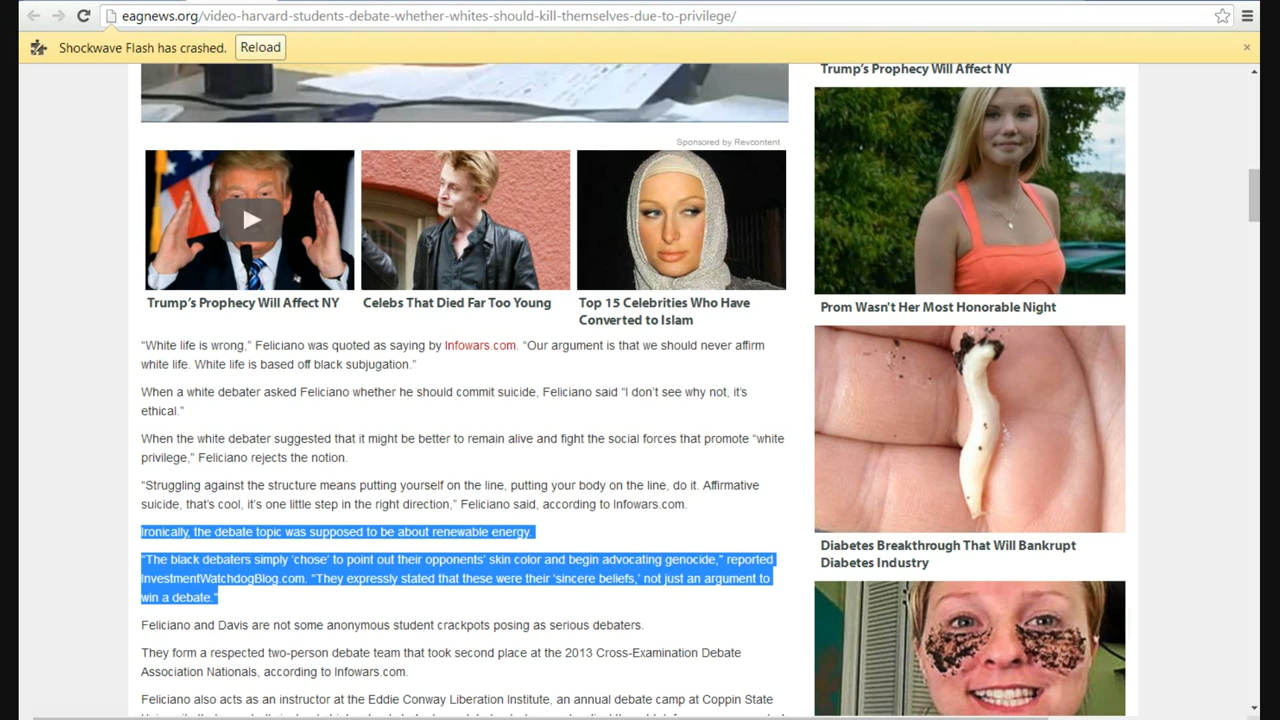 eagnews.org/video-harvard-students-debate-whether-whites-should-kill-themselves-due-to-privilege/
Shockwave Flash has crashed. Reload
Trump's Prophecy Will Affect NY
Sponsored by Revcontent
Trump's Prophecy Will Affect NY
Celebs That Died Far Too Young
Top 15 Celebrities Who Have
Converted to Islam
Prom Wasn't Her Most Honorable Night
“White life is wrong,” Feliciano was quoted as saying by Infowars.com. “Our argument is that we should never affirm
white life. White life is based off black subjugation.”
When a white debater asked Feliciano whether he should commit suicide, Feliciano said “I don't see why not, it's
ethical.”
When the white debater suggested that it might be better to remain alive and fight the social forces that promote “white
privilege,” Feliciano rejects the notion.
“Struggling against the structure means putting yourself on the line, putting your body on the line, do it. Affirmative
suicide, that's cool, it's one little step in the right direction,” Feliciano said, according to Infowars.com.
Ironically, the debate topic was supposed to be about renewable energy.
“The black debaters simply ‘chose’ to point out their opponents’ skin color and begin advocating genocide,” reported
InvestmentWatchdogBlog.com. “They expressly stated that these were their ‘sincere beliefs,’ not just an argument to
win a debate.”
Feliciano and Davis are not some anonymous student crackpots posing as serious debaters.
They form a respected two-person debate team that took second place at the 2013 Cross-Examination Debate
Association Nationals, according to Infowars.com.
Feliciano also acts as an instructor at the Eddie Conway Liberation Institute, an annual debate camp at Coppin State
Diabetes Breakthrough That Will Bankrupt
Diabetes Industry